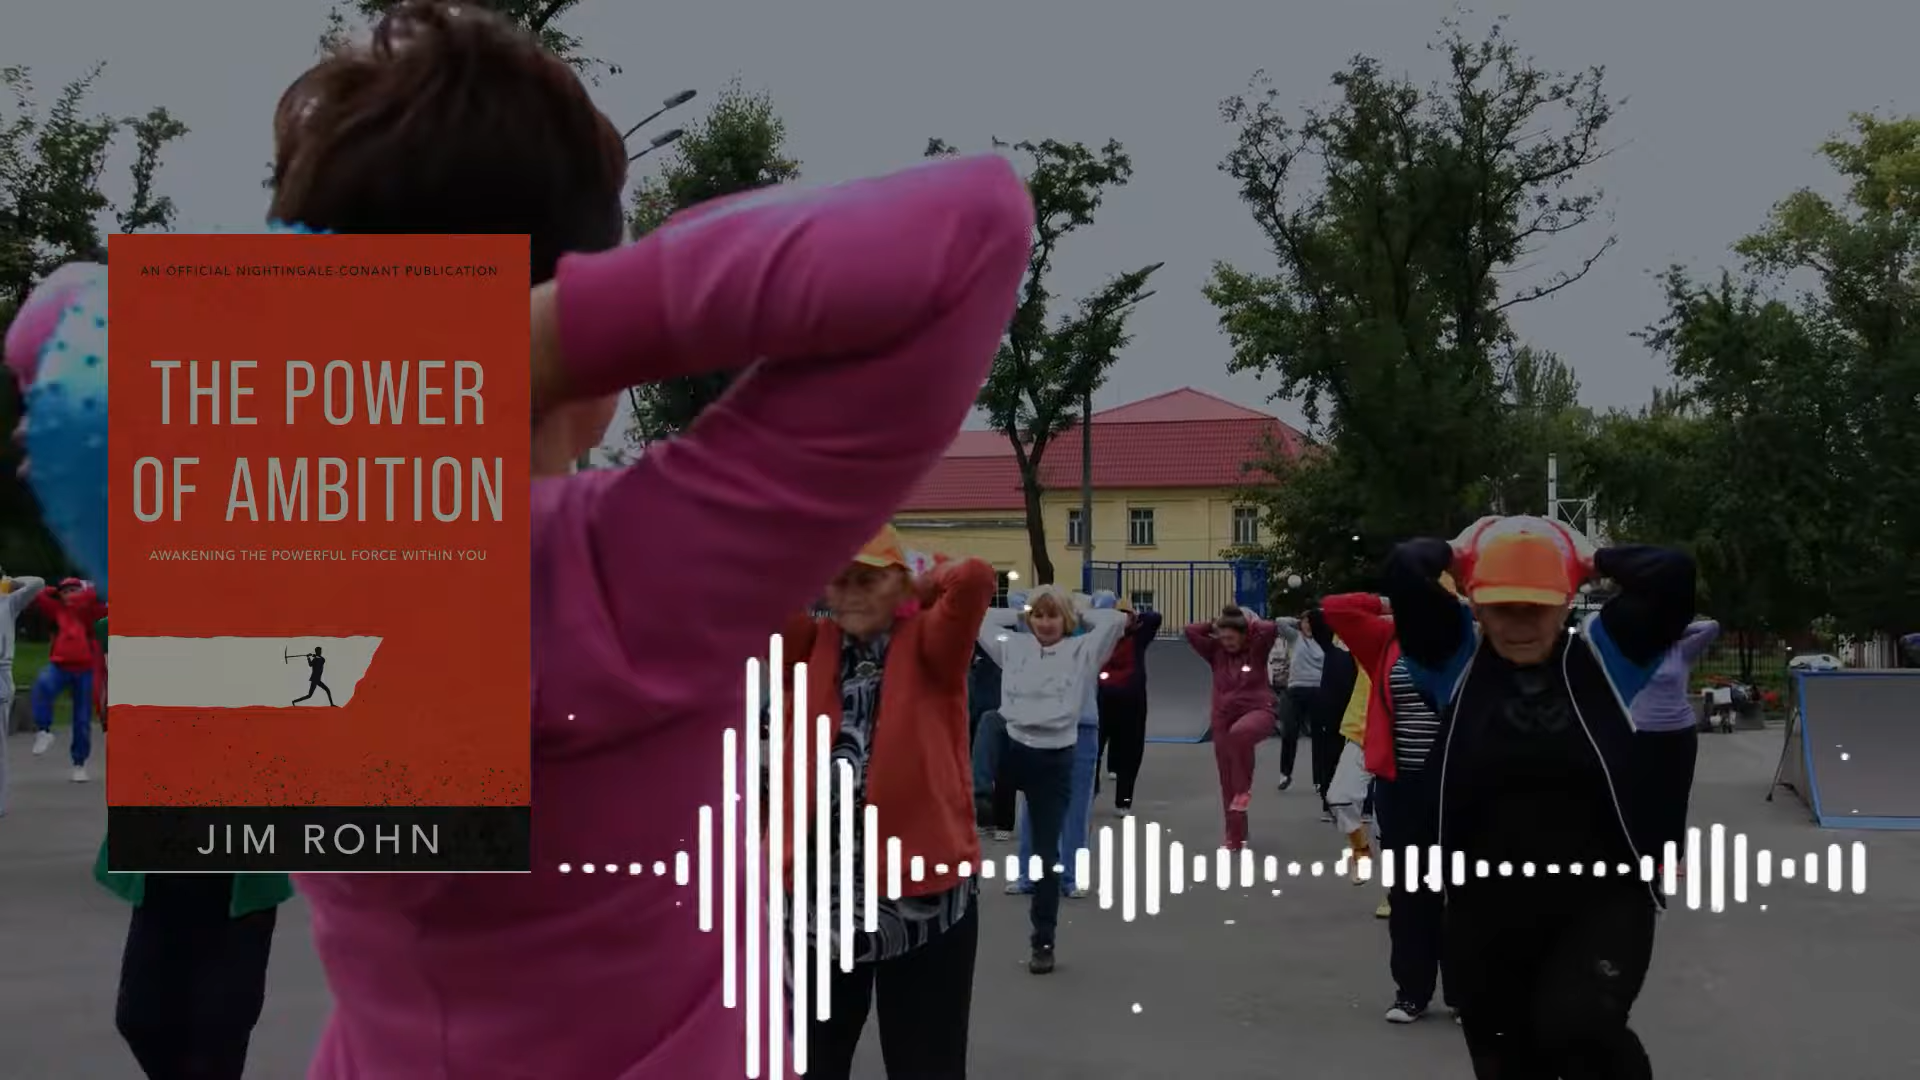 AN OFFICIAL NIGHTINGALE-CONANT PUBLICATION
THE POWER
OF AMBITION
AWAKENING THE POWERFUL FORCE WITHIN YOU
JIM ROHN